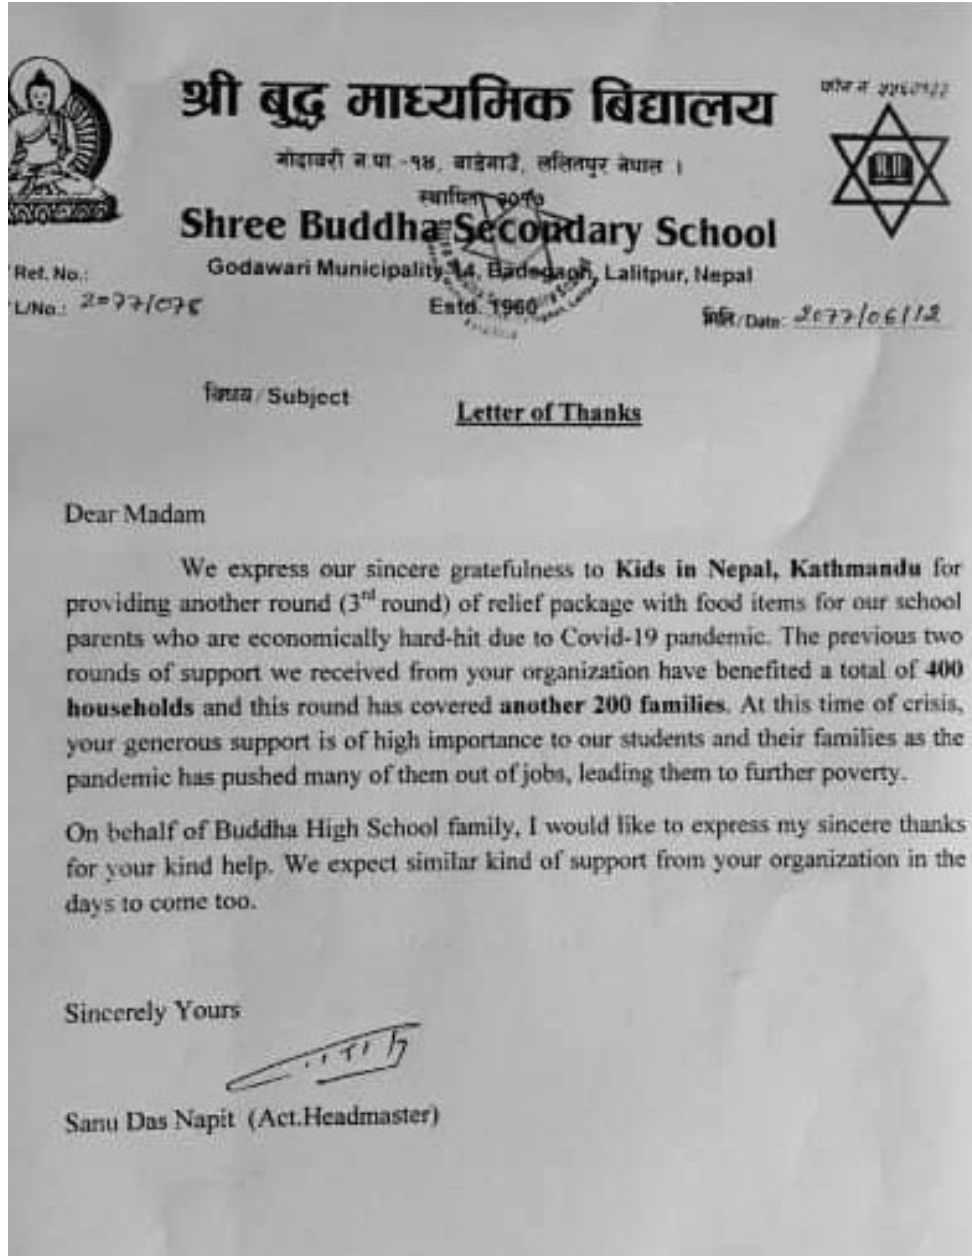 श्री बुद्ध माध्यमिक बिद्यालय
फोन नं
गोदावरी न.पा -१४, बाडेगाउँ, ललितपुर नेपाल ।
स्थापित २०१७
Shree Buddha Secondary School
Godawari Municipality-14, Badegaon, Lalitpur, Nepal
Ref. No.:
L/No.: 2077/078
Estd. 1960
मिति/Date: 2077/06/12
विषय/Subject
Letter of Thanks
Dear Madam
We express our sincere gratefulness to Kids in Nepal, Kathmandu for
providing another round (3rd round) of relief package with food items for our school
parents who are economically hard-hit due to Covid-19 pandemic. The previous two
rounds of support we received from your organization have benefited a total of 400
households and this round has covered another 200 families. At this time of crisis,
your generous support is of high importance to our students and their families as the
pandemic has pushed many of them out of jobs, leading them to further poverty.
On behalf of Buddha High School family, I would like to express my sincere thanks
for your kind help. We expect similar kind of support from your organization in the
days to come too.
Sincerely Yours
Sanu Das Napit (Act.Headmaster)